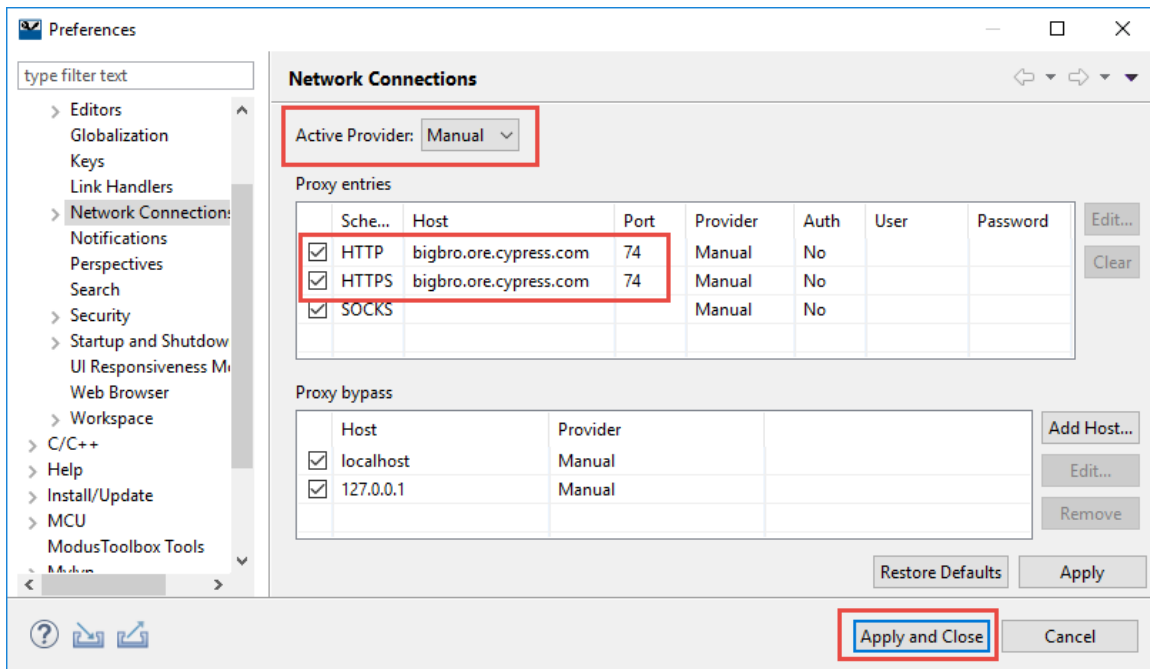 Preferences
type filter text
Editors
Globalization
Keys
Link Handlers
Network Connections
Notifications
Perspectives
Search
Security
Startup and Shutdow
UI Responsiveness M
Web Browser
Workspace
C/C++
Help
Install/Update
MCU
ModusToolbox Tools
Network Connections
Active Provider: Manual
Proxy entries
Sche... Host Port Provider Auth User Password
HTTP bigbro.ore.cypress.com 74 Manual No
HTTPS bigbro.ore.cypress.com 74 Manual No
SOCKS Manual No
Edit...
Clear
Proxy bypass
Host Provider
localhost Manual
127.0.0.1 Manual
Add Host...
Edit...
Remove
Restore Defaults Apply
? Apply and Close Cancel